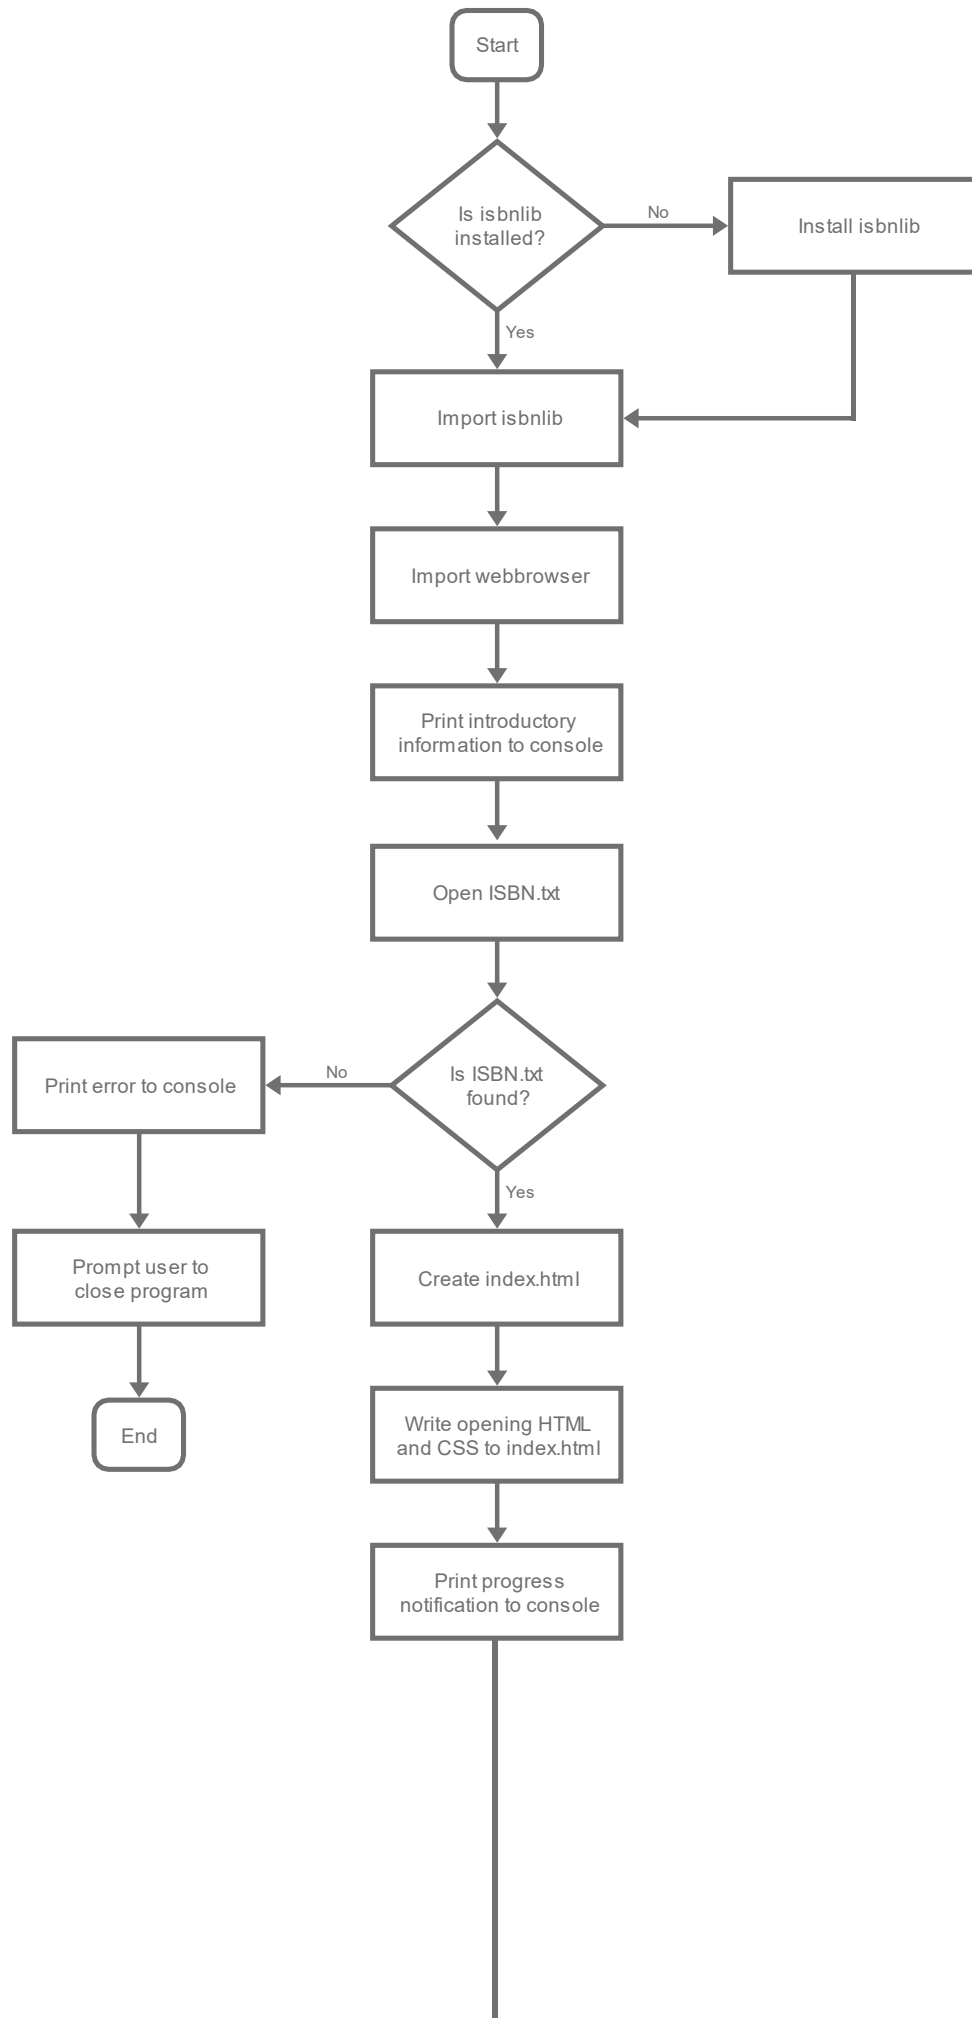 Start
Is isbnlib
installed?
No
Install isbnlib
Yes
Import isbnlib
Import webbrowser
Print introductory
information to console
Open ISBN.txt
Is ISBN.txt
found?
No
Print error to console
Yes
Prompt user to
close program
Create index.html
End
Write opening HTML
and CSS to index.html
Print progress
notification to console